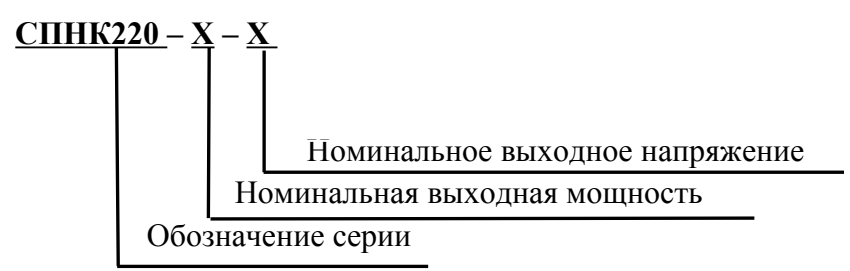 СПНК220 – Х – Х
Номинальное выходное напряжение
Номинальная выходная мощность
Обозначение серии